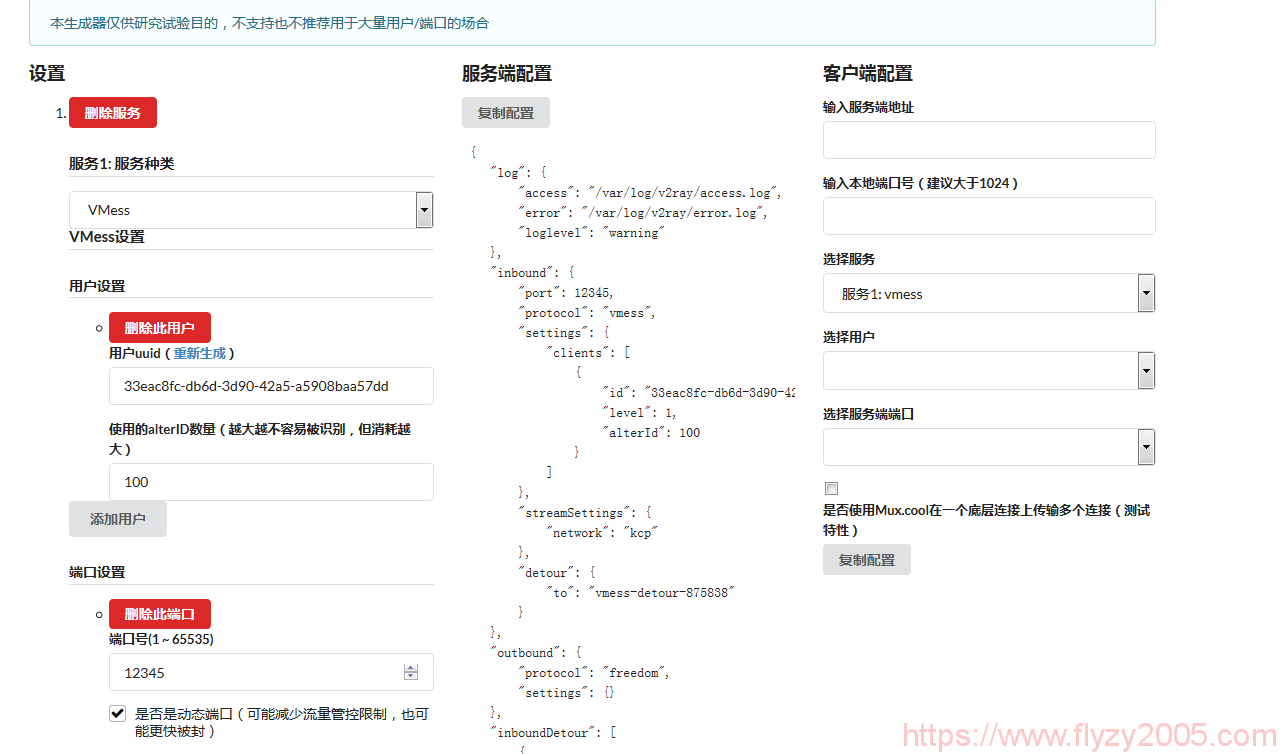 本生成器仅供研究试验目的，不支持也不推荐用于大量用户/端口的场合
设置
1. 删除服务
服务1: 服务种类
VMess
VMess设置
用户设置
删除此用户
用户uuid（重新生成）
33eac8fc-db6d-3d90-42a5-a5908baa57dd
使用的alterID数量（越大越不容易被识别，但消耗越
大）
100
添加用户
端口设置
删除此端口
端口号(1 ~ 65535)
12345
是否是动态端口（可能减少流量管控限制，也可
能更快被封）
服务端配置
复制配置
{
"log": {
"access": "/var/log/v2ray/access.log",
"error": "/var/log/v2ray/error.log",
"loglevel": "warning"
},
"inbound": {
"port": 12345,
"protocol": "vmess",
"settings": {
"clients": [
{
"id": "33eac8fc-db6d-3d90-42
"level": 1,
"alterId": 100
}
]
},
"streamSettings": {
"network": "kcp"
},
"detour": {
"to": "vmess-detour-875838"
}
},
"outbound": {
"protocol": "freedom",
"settings": {}
},
"inboundDetour": [
{
客户端配置
输入服务端地址
输入本地端口号（建议大于1024）
选择服务
服务1: vmess
选择用户
选择服务端端口
是否使用Mux.cool在一个底层连接上传输多个连接（测试
特性）
复制配置
https://www.flyzy2005.com